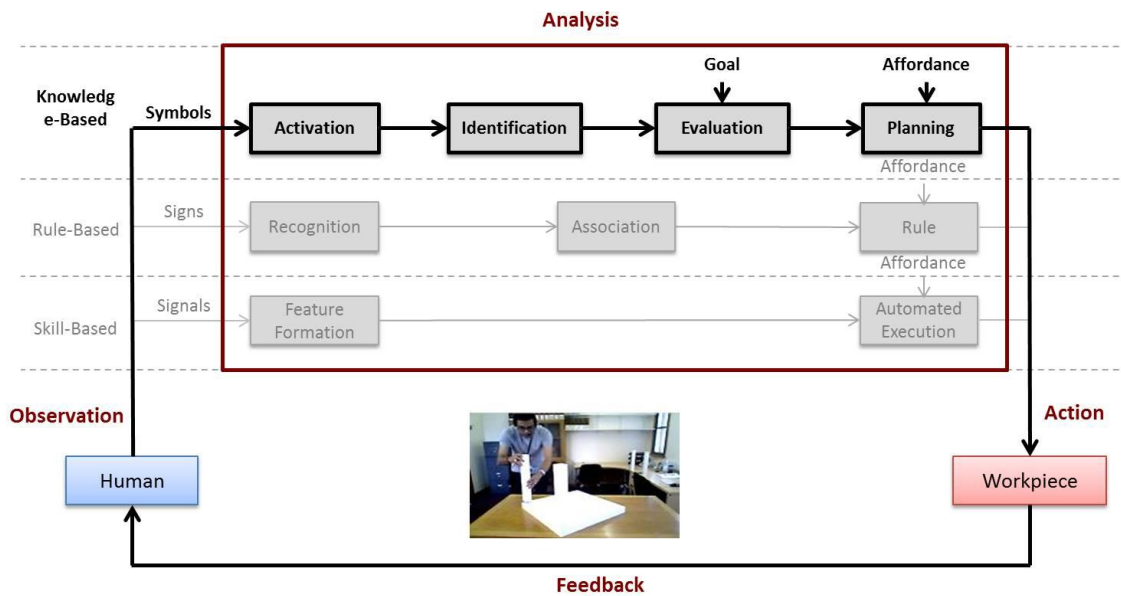 Analysis
Goal
Affordance
Knowledg
e-Based
Symbols
Activation
Identification
Evaluation
Planning
Affordance
Signs
Rule-Based
Recognition
Association
Rule
Affordance
Signals
Skill-Based
Feature
Formation
Automated
Execution
Observation
Action
Human
Workpiece
Feedback